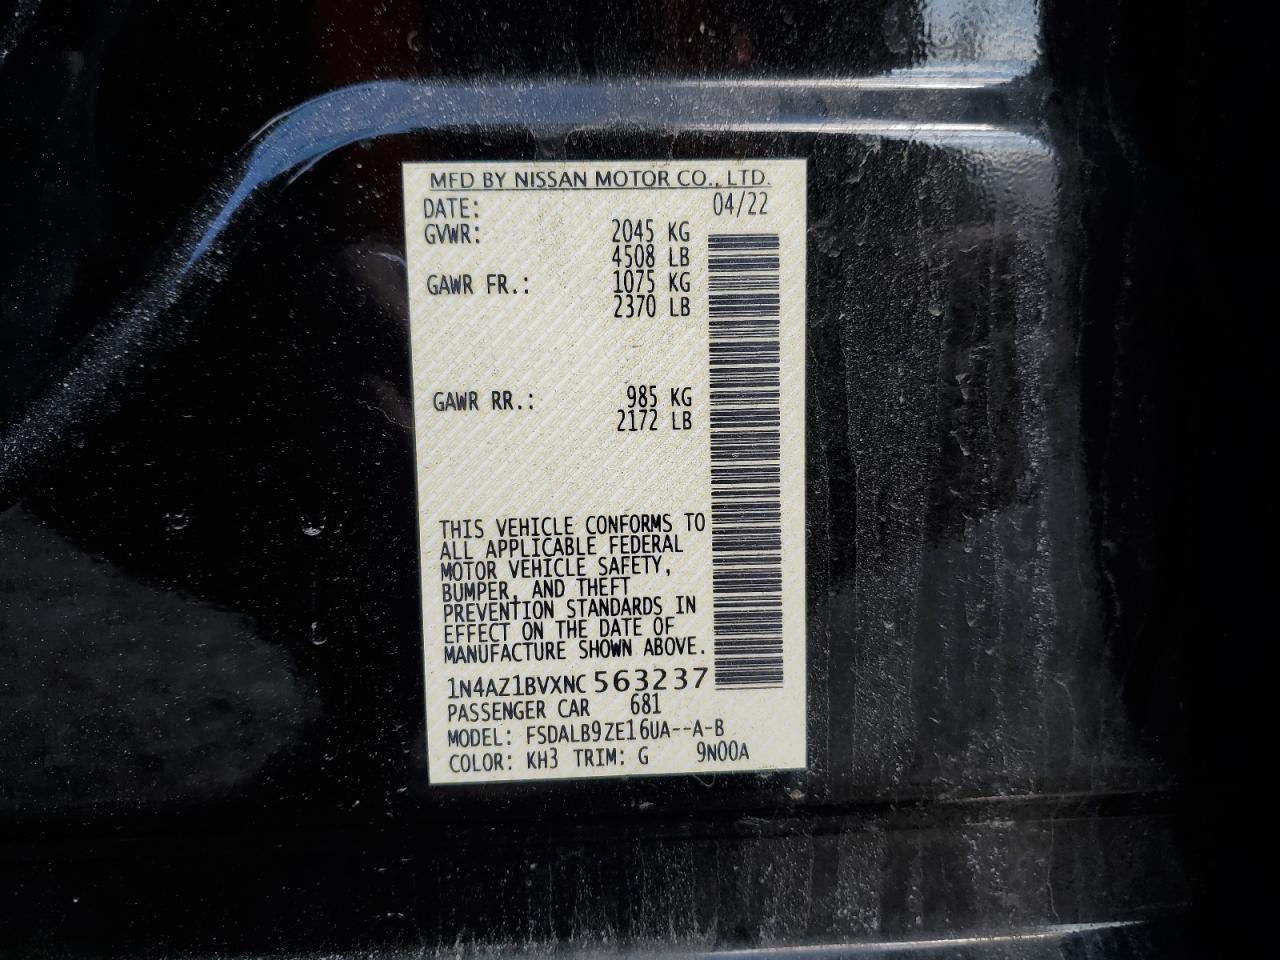 MFD BY NISSAN MOTOR CO., LTD.
DATE: 04/22
GVWR: 2045 KG
4508 LB
GAWR FR.: 1075 KG
2370 LB
GAWR RR.: 985 KG
2172 LB
THIS VEHICLE CONFORMS TO
ALL APPLICABLE FEDERAL
MOTOR VEHICLE SAFETY,
BUMPER, AND THEFT
PREVENTION STANDARDS IN
EFFECT ON THE DATE OF
MANUFACTURE SHOWN ABOVE.
1N4AZ1BVXNC563237
PASSENGER CAR 681
MODEL: FSDALB9ZE16UA--A-B
COLOR: KH3 TRIM: G 9N00A